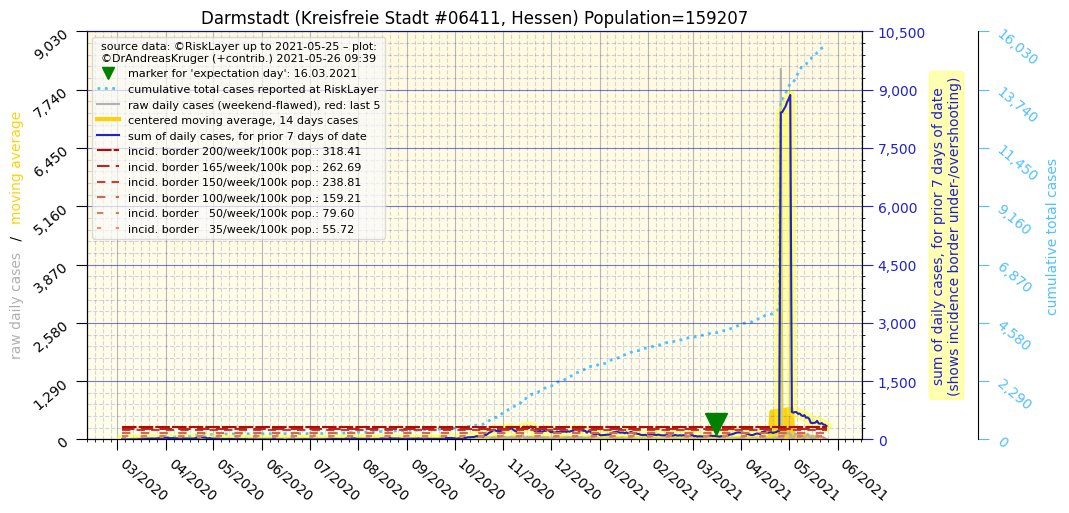 Darmstadt (Kreisfreie Stadt #06411, Hessen) Population=159207
source data: ©RiskLayer up to 2021-05-25 – plot:
©DrAndreasKruger (+contrib.) 2021-05-26 09:39
marker for 'expectation day': 16.03.2021
cumulative total cases reported at RiskLayer
raw daily cases (weekend-flawed), red: last 5
centered moving average, 14 days cases
sum of daily cases, for prior 7 days of date
incid. border 200/week/100k pop.: 318.41
incid. border 165/week/100k pop.: 262.69
incid. border 150/week/100k pop.: 238.81
incid. border 100/week/100k pop.: 159.21
incid. border   50/week/100k pop.: 79.60
incid. border   35/week/100k pop.: 55.72
raw daily cases  /  moving average
9,030
7,740
6,450
5,160
3,870
2,580
1,290
0
03/2020
04/2020
05/2020
06/2020
07/2020
08/2020
09/2020
10/2020
11/2020
12/2020
01/2021
02/2021
03/2021
04/2021
05/2021
06/2021
10,500
9,000
7,500
6,000
4,500
3,000
1,500
0
sum of daily cases, for prior 7 days of date
(shows incidence border under-/overshooting)
16,030
13,740
11,450
9,160
6,870
4,580
2,290
0
cumulative total cases